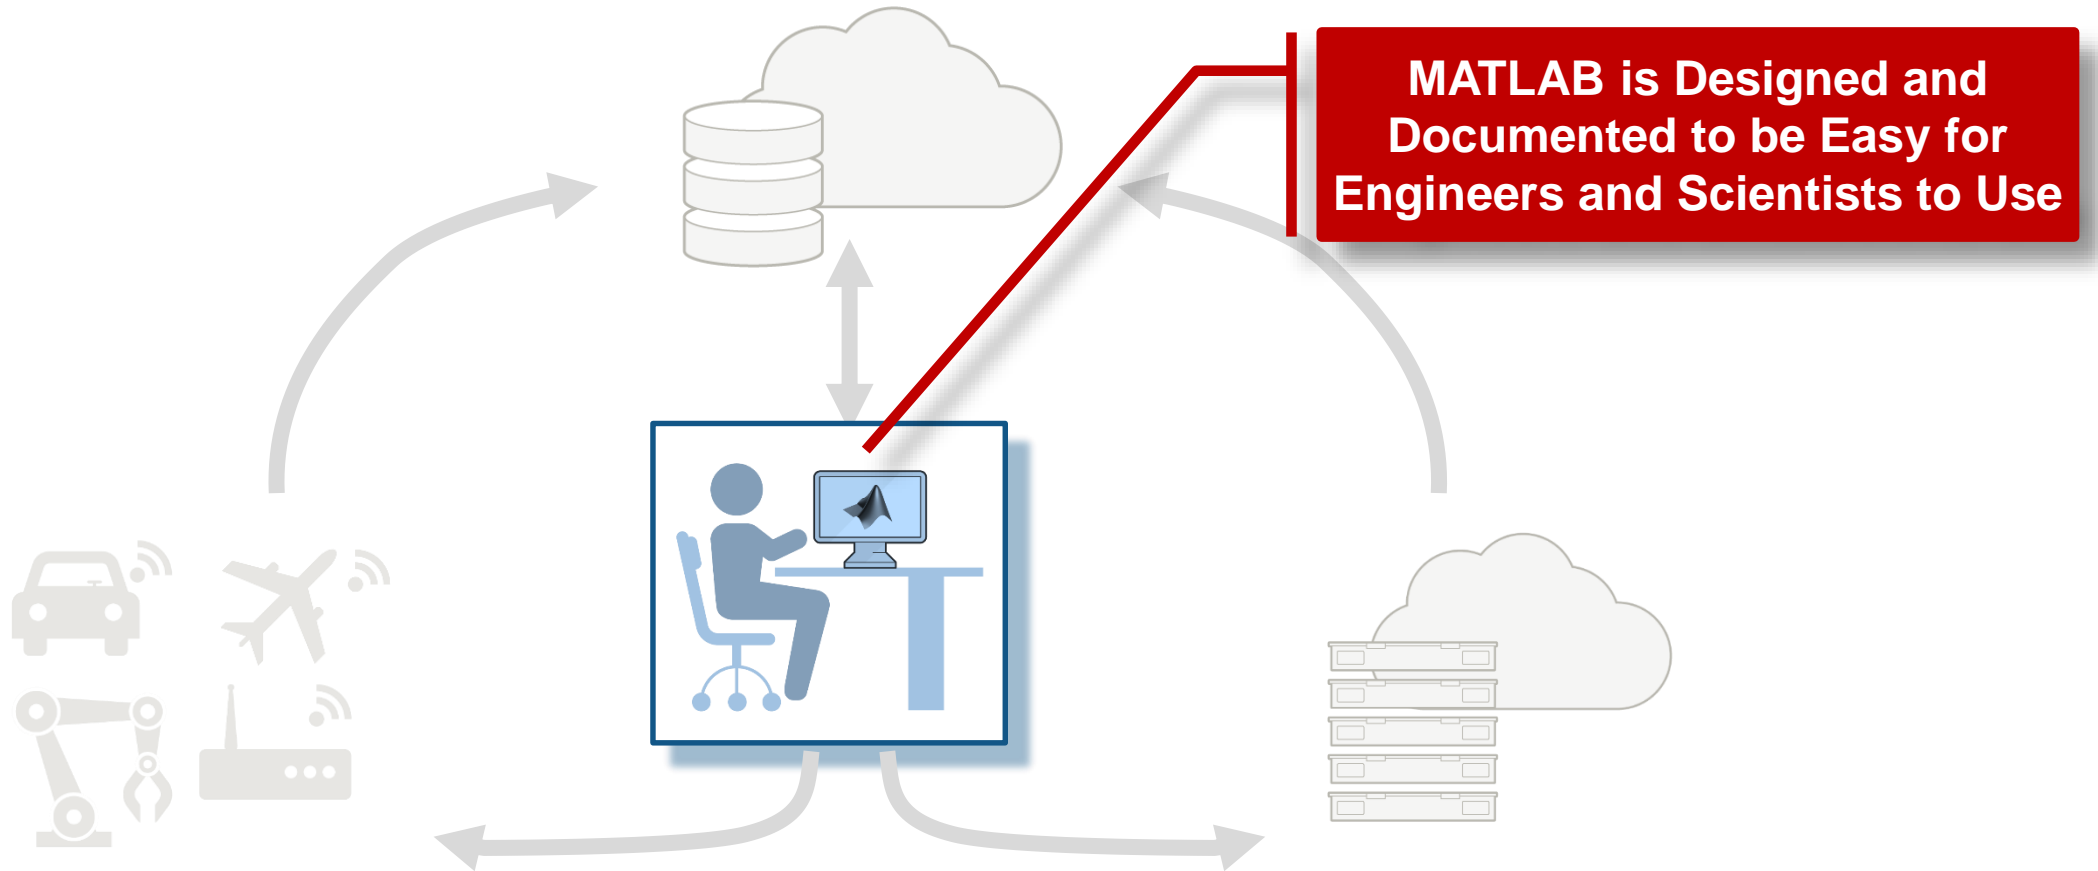 MATLAB is Designed and
Documented to be Easy for
Engineers and Scientists to Use